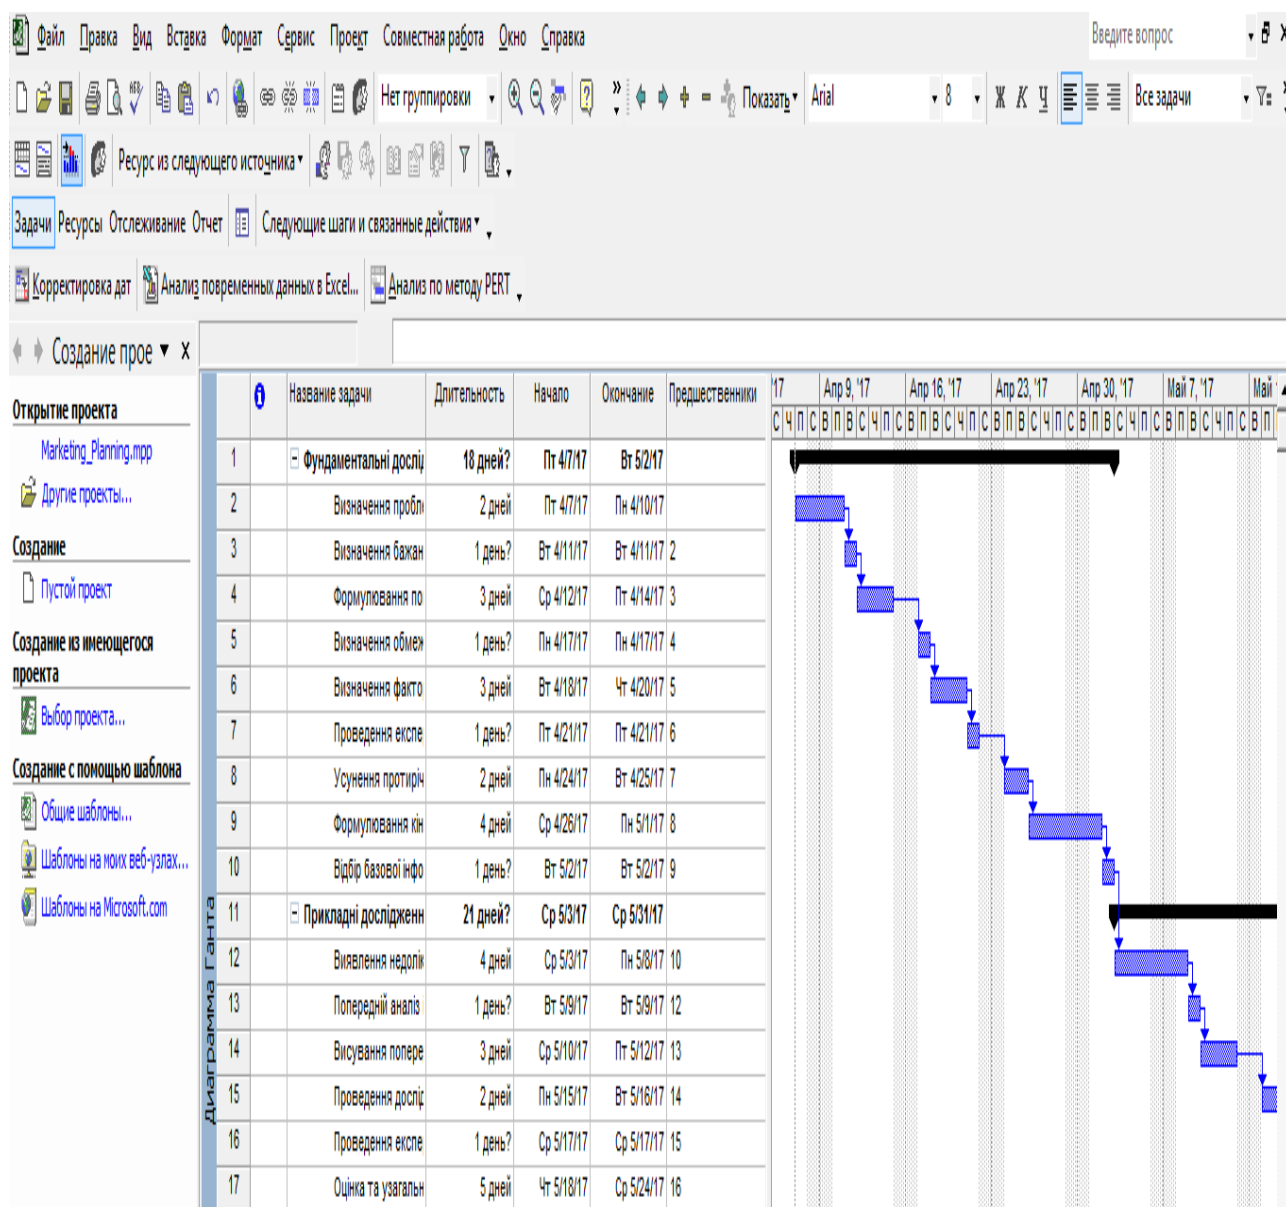 Файл Правка Вид Вставка Формат Сервис Проект Совместная работа Окно Справка Введите вопрос
Нет группировки Показать Arial 8 Ж К Ч Все задачи
Ресурс из следующего источника
Задачи Ресурсы Отслеживание Отчет Следующие шаги и связанные действия
Корректировка дат Анализ повременных данных в Excel... Анализ по методу PERT
Создание прое
Открытие проекта
Marketing_Planning.mpp
Другие проекты...
Создание
Пустой проект
Создание из имеющегося
проекта
Выбор проекта...
Создание с помощью шаблона
Общие шаблоны...
Шаблоны на моих веб-узлах...
Шаблоны на Microsoft.com
Диаграмма Ганта
Название задачи Длительность Начало Окончание Предшественники '17 Апр 9, '17 Апр 16, '17 Апр 23, '17 Апр 30, '17 Май 7, '17 Май
С Ч П С В П В С Ч П С В П В С Ч П С В П В С Ч П С В П В С Ч П С В П В С Ч П С В П
1 Фундаментальні дослід 18 дней? Пт 4/7/17 Вт 5/2/17
2 Визначення пробле 2 дней Пт 4/7/17 Пн 4/10/17
3 Визначення бажан 1 день? Вт 4/11/17 Вт 4/11/17 2
4 Формулювання по 3 дней Ср 4/12/17 Пт 4/14/17 3
5 Визначення обмеж 1 день? Пн 4/17/17 Пн 4/17/17 4
6 Визначення факто 3 дней Вт 4/18/17 Чт 4/20/17 5
7 Проведення експе 1 день? Пт 4/21/17 Пт 4/21/17 6
8 Усунення протиріч 2 дней Пн 4/24/17 Вт 4/25/17 7
9 Формулювання кін 4 дней Ср 4/26/17 Пн 5/1/17 8
10 Відбір базової інфо 1 день? Вт 5/2/17 Вт 5/2/17 9
11 Прикладні дослідженн 21 дней? Ср 5/3/17 Ср 5/31/17
12 Виявлення недолік 4 дней Ср 5/3/17 Пн 5/8/17 10
13 Попередній аналіз 1 день? Вт 5/9/17 Вт 5/9/17 12
14 Висування попере 3 дней Ср 5/10/17 Пт 5/12/17 13
15 Проведення дослід 2 дней Пн 5/15/17 Вт 5/16/17 14
16 Проведення експе 1 день? Ср 5/17/17 Ср 5/17/17 15
17 Оцінка та узагальн 5 дней Чт 5/18/17 Ср 5/24/17 16